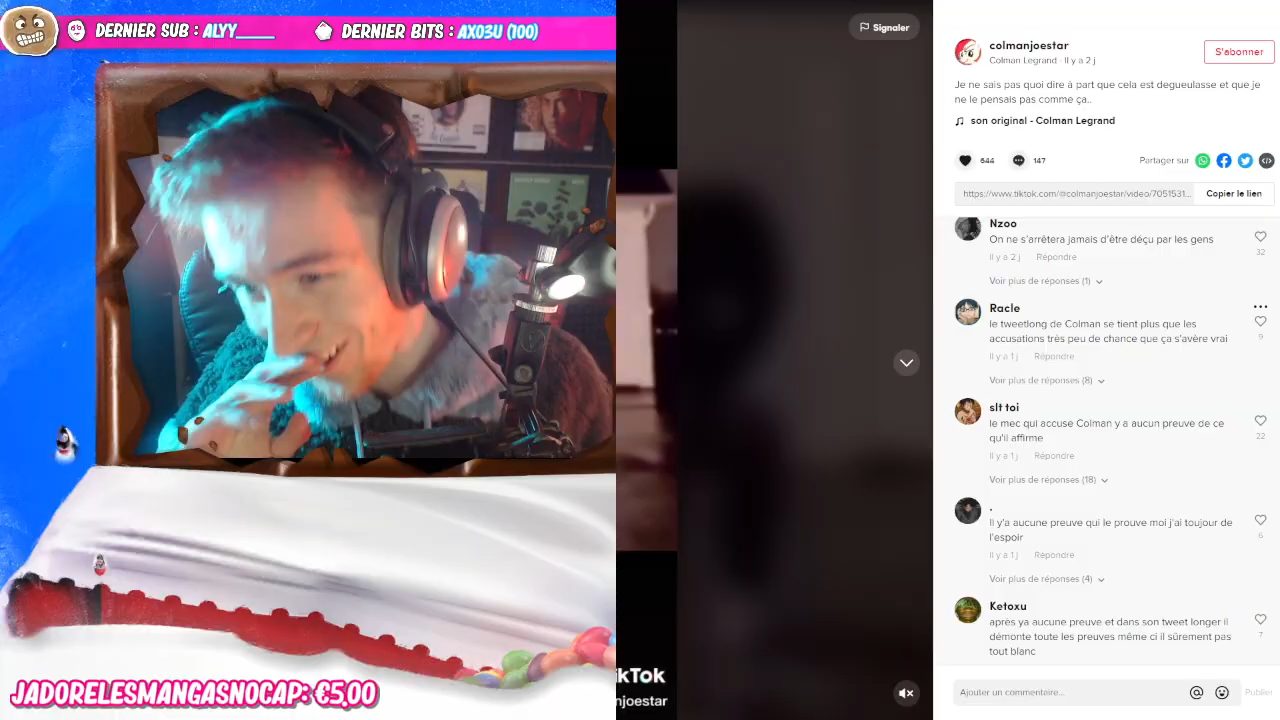 DERNIER SUB : ALYY_____
DERNIER BITS : AX03U (100)
JADORELESMANGASNOCAP: €5,00
Signaler
kTok
njoestar
colmanjoestar
Colman Legrand · Il y a 2 j
S'abonner
Je ne sais pas quoi dire à part que cela est degueulasse et que je
ne le pensais pas comme ça..
son original - Colman Legrand
644
147
Partager sur
https://www.tiktok.com/@colmanjoestar/video/7051531...
Copier le lien
Nzoo
On ne s'arrêtera jamais d'être déçu par les gens
32
Il y a 2 j
Répondre
Voir plus de réponses (1)
Racle
le tweetlong de Colman se tient plus que les
accusations très peu de chance que ça s'avère vrai
9
Il y a 1 j
Répondre
Voir plus de réponses (8)
slt toi
le mec qui accuse Colman y a aucun preuve de ce
qu'il affirme
22
Il y a 1 j
Répondre
Voir plus de réponses (18)
.
Il y'a aucune preuve qui le prouve moi j'ai toujour de
l'espoir
6
Il y a 1 j
Répondre
Voir plus de réponses (4)
Ketoxu
après ya aucune preuve et dans son tweet longer il
démonte toute les preuves même ci il sûrement pas
tout blanc
7
Ajouter un commentaire...
Publier